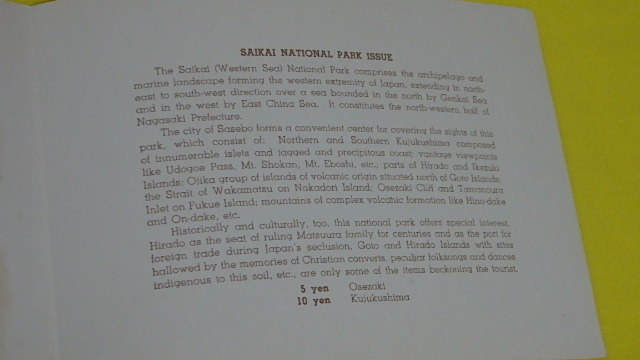 SAIKAI NATIONAL PARK ISSUE
The Saikai (Western Sea) National Park comprises the archipelago and
marine landscape forming the western extremity of Japan, extending in north-
east to south-west direction over a sea bounded in the north by Genkai Sea
and in the west by East China Sea. It constitutes the north-western half of
Nagasaki Prefecture.
The city of Sasebo forms a convenient center for covering the sights of this
park, which consist of: Northern and Southern Kujukushima composed
of innumerable islets and jagged and precipitous coast; vantage viewpoints
like Udogoe Pass, Mt. Shokan, Mt. Eboshi, etc.; parts of Hirado and Ikezuki
Islands; Ojika group of islands of volcanic origin situated north of Goto Islands;
the Strait of Wakamatsu on Nakadori Island; Osezaki Cliff and Tamanoura
Inlet on Fukue Island; mountains of complex volcanic formation like Hino-dake
and On-dake, etc.
Historically and culturally, too, this national park offers special interest,
Hirado as the seat of ruling Matsuura family for centuries and as the port for
foreign trade during Japan's seclusion, Goto and Hirado Islands with sites
hallowed by the memories of Christian converts, peculiar folksongs and dances
indigenous to this soil, etc., are only some of the items beckoning the tourist.
5 yen Osezaki
10 yen Kujukushima